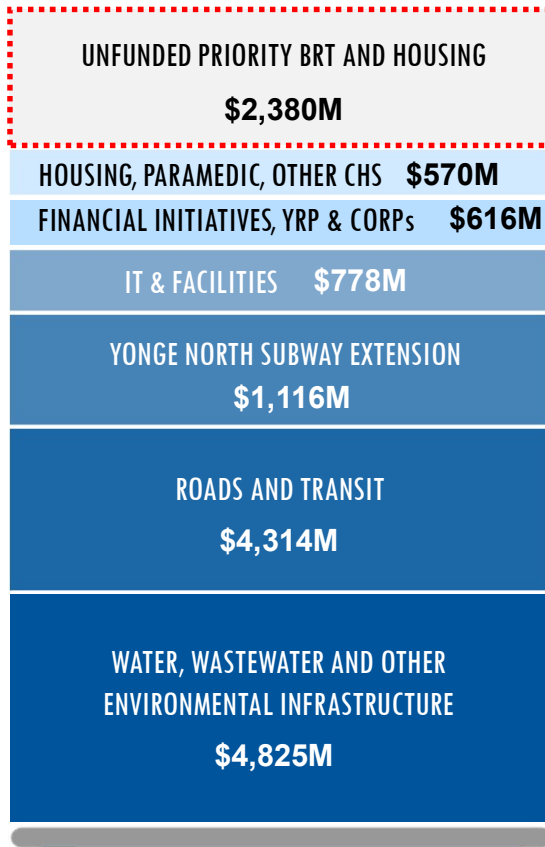 UNFUNDED PRIORITY BRT AND HOUSING
$2,380M
HOUSING, PARAMEDIC, OTHER CHS $570M
FINANCIAL INITIATIVES, YRP & CORPs $616M
IT & FACILITIES $778M
YONGE NORTH SUBWAY EXTENSION
$1,116M
ROADS AND TRANSIT
$4,314M
WATER, WASTEWATER AND OTHER
ENVIRONMENTAL INFRASTRUCTURE
$4,825M